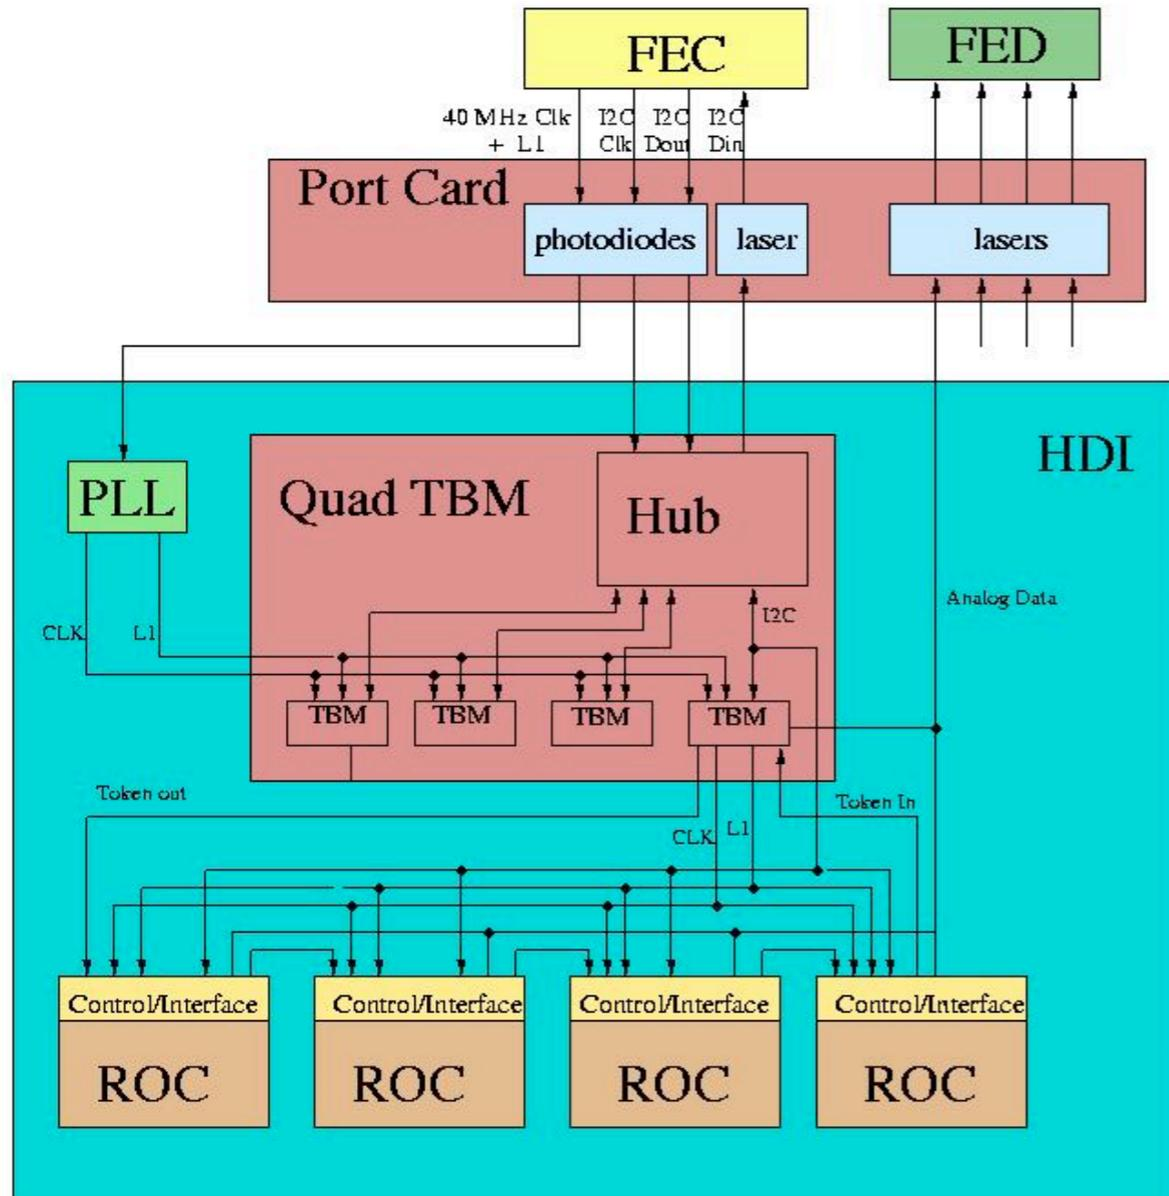 FEC
FED
40 MHz Clk
+ L1
I2C
Clk
I2C
Dout
I2C
Din
Port Card
photodiodes
laser
lasers
HDI
PLL
Quad TBM
Hub
CLK
L1
I2C
Analog Data
TBM
TBM
TBM
TBM
Token out
CLK
L1
Token In
Control/Interface
Control/Interface
Control/Interface
Control/Interface
ROC
ROC
ROC
ROC